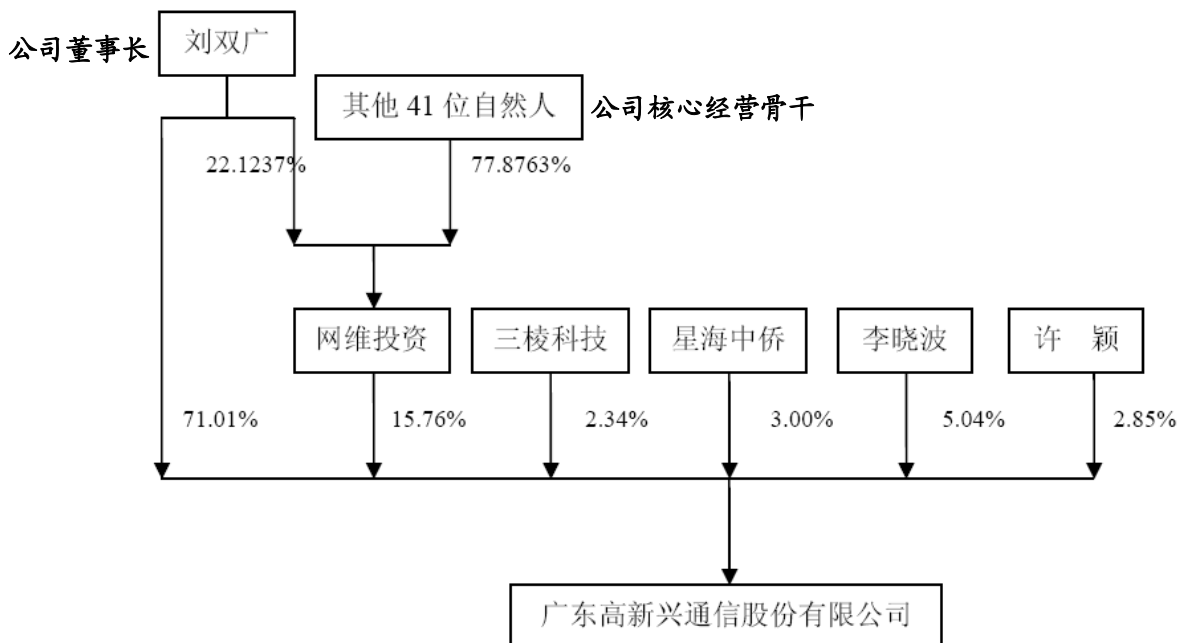 公司董事长 刘双广
其他 41 位自然人 公司核心经营骨干
22.1237% 77.8763%
网维投资 三棱科技 星海中侨 李晓波 许 颖
71.01% 15.76% 2.34% 3.00% 5.04% 2.85%
广东高新兴通信股份有限公司